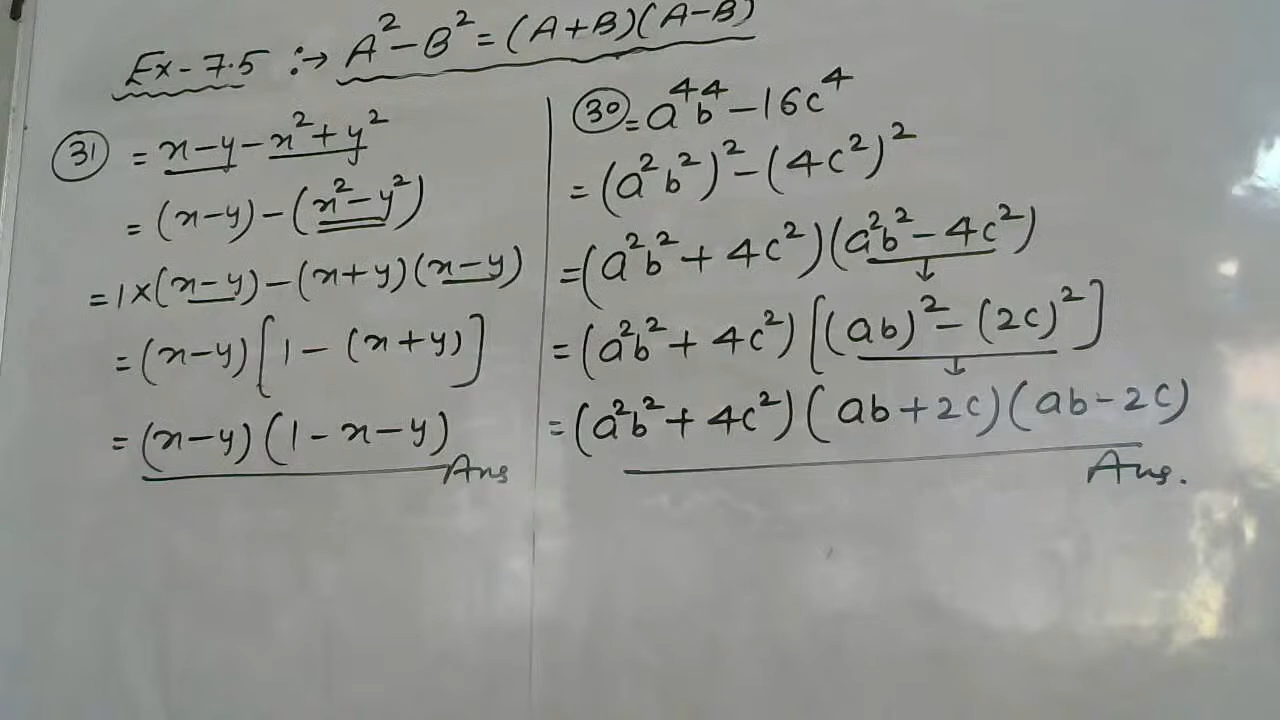 Ex-7.5 :→ A²-B² = (A+B)(A-B)
(31) = x-y-x²+y²
= (x-y)-(x²-y²)
= 1×(x-y)-(x+y)(x-y)
= (x-y)[1-(x+y)]
= (x-y)(1-x-y)
Ans
(30) = a⁴b⁴-16c⁴
= (a²b²)²-(4c²)²
= (a²b²+4c²)(a²b²-4c²)
= (a²b²+4c²)[(ab)²-(2c)²]
= (a²b²+4c²)(ab+2c)(ab-2c)
Ans.